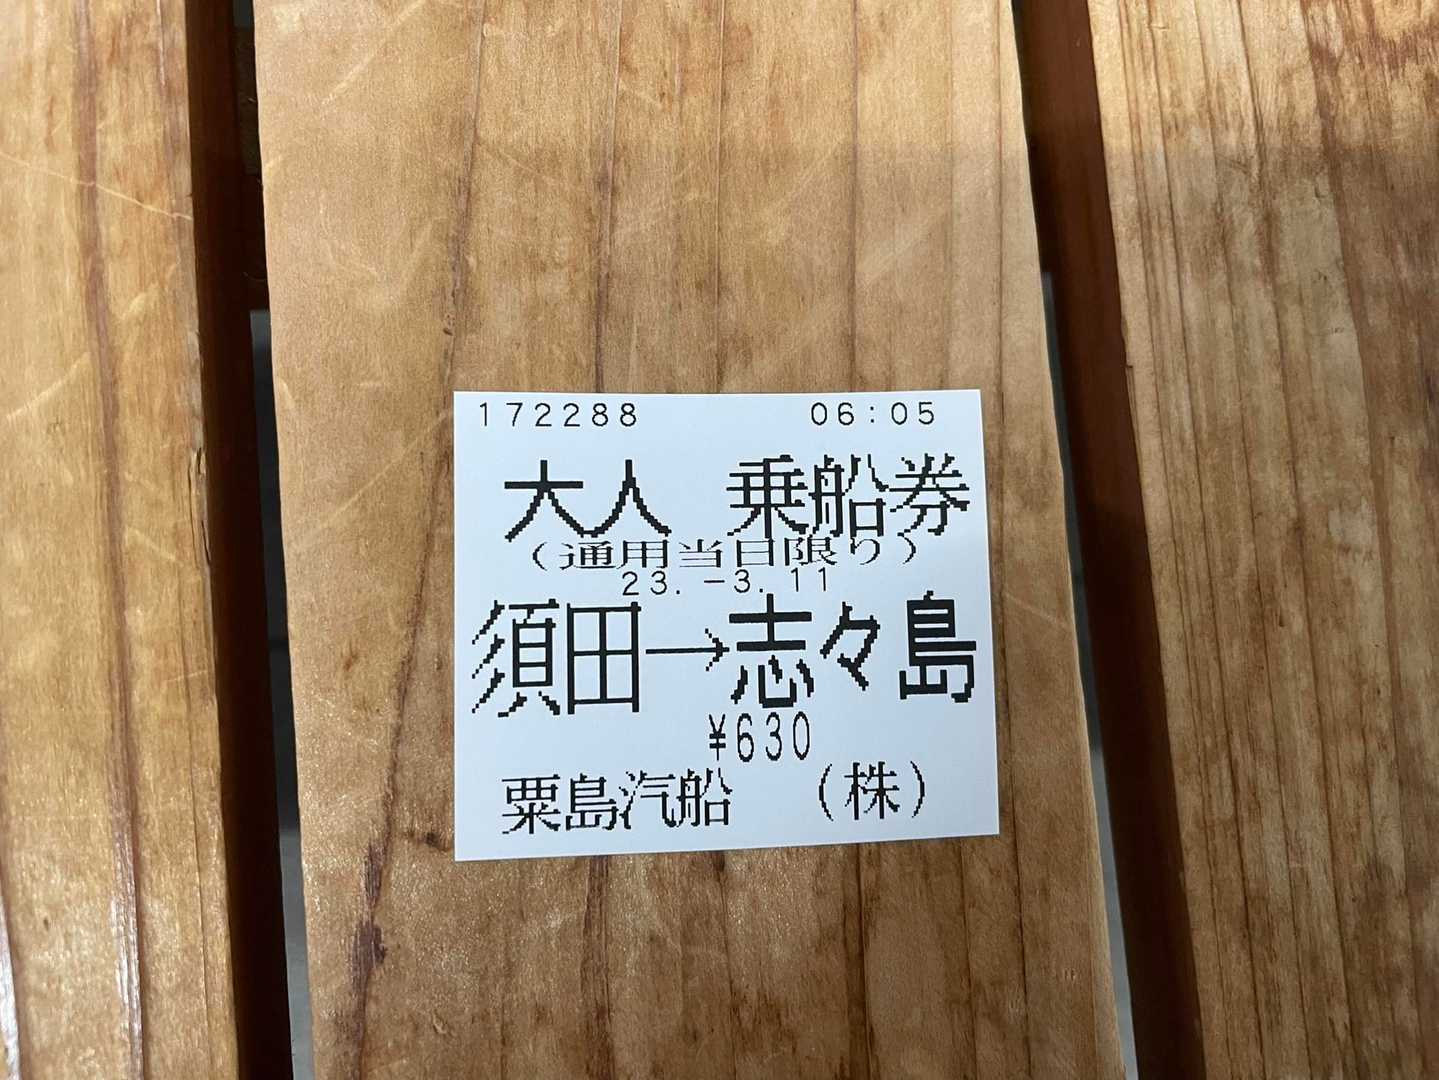 172288 06:05
大人 乗船券
（通用当日限り）
23.-3.11
須田→志々島
¥630
粟島汽船 （株）